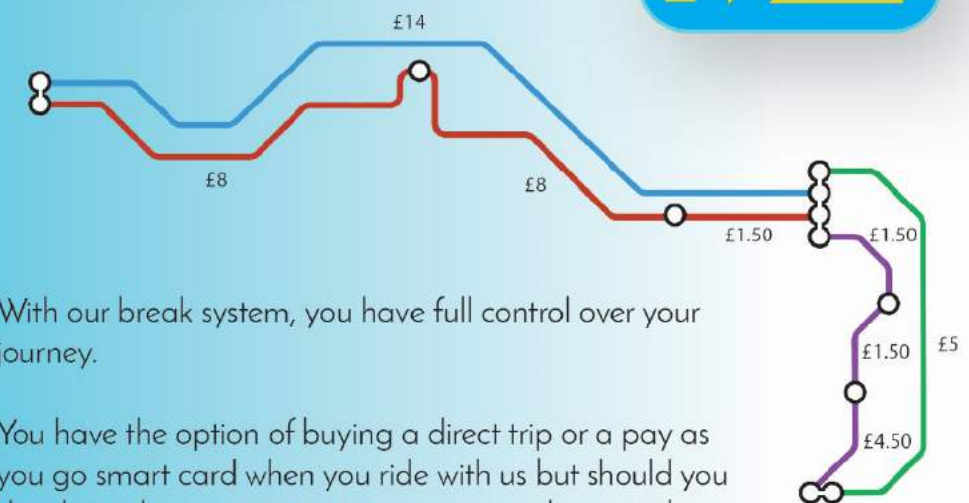 £14
£8
£8
£1.50
£1.50
£1.50
£5
£4.50
With our break system, you have full control over your
journey.
You have the option of buying a direct trip or a pay as
you go smart card when you ride with us but should you